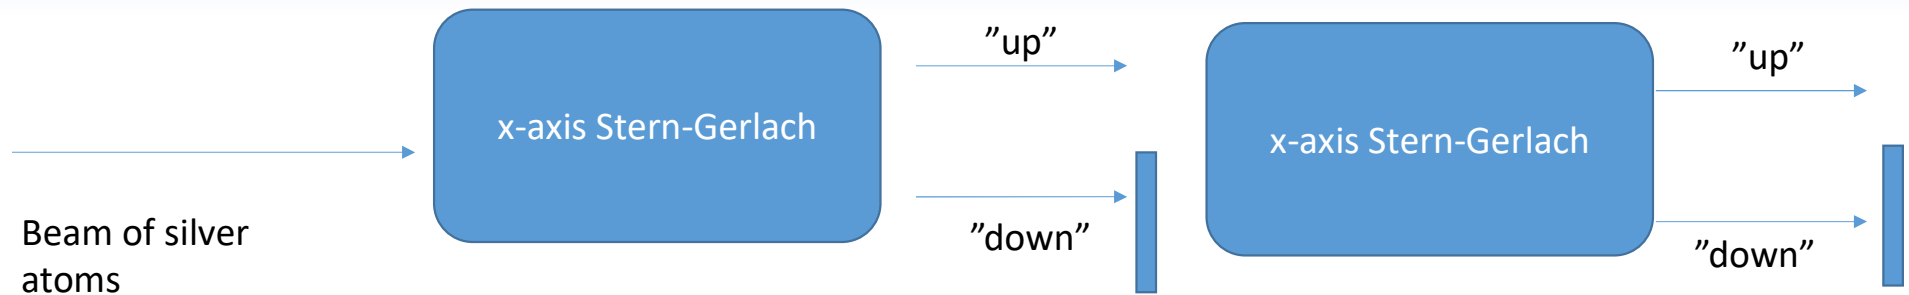 ”up”
”up”
x-axis Stern-Gerlach
x-axis Stern-Gerlach
Beam of silver
atoms
”down”
”down”